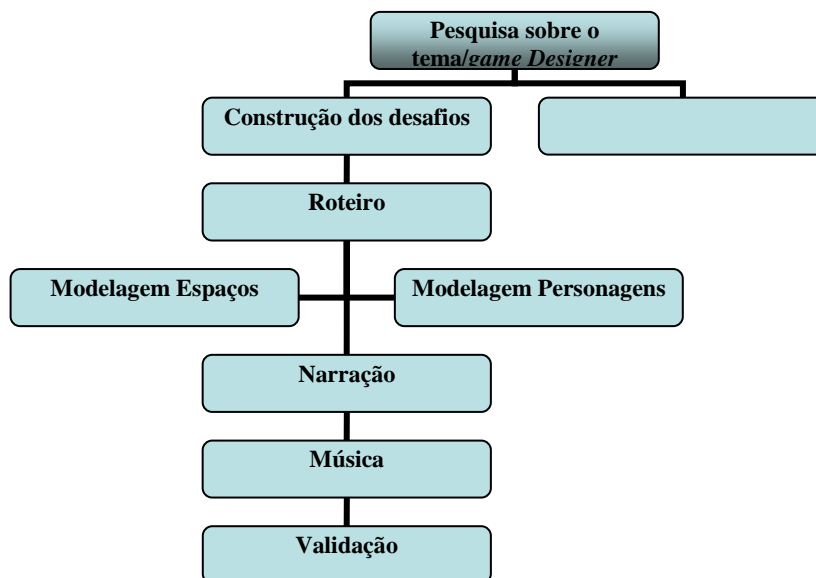 Pesquisa sobre o
tema/game Designer
Construção dos desafios
Roteiro
Modelagem Espaços
Modelagem Personagens
Narração
Música
Validação